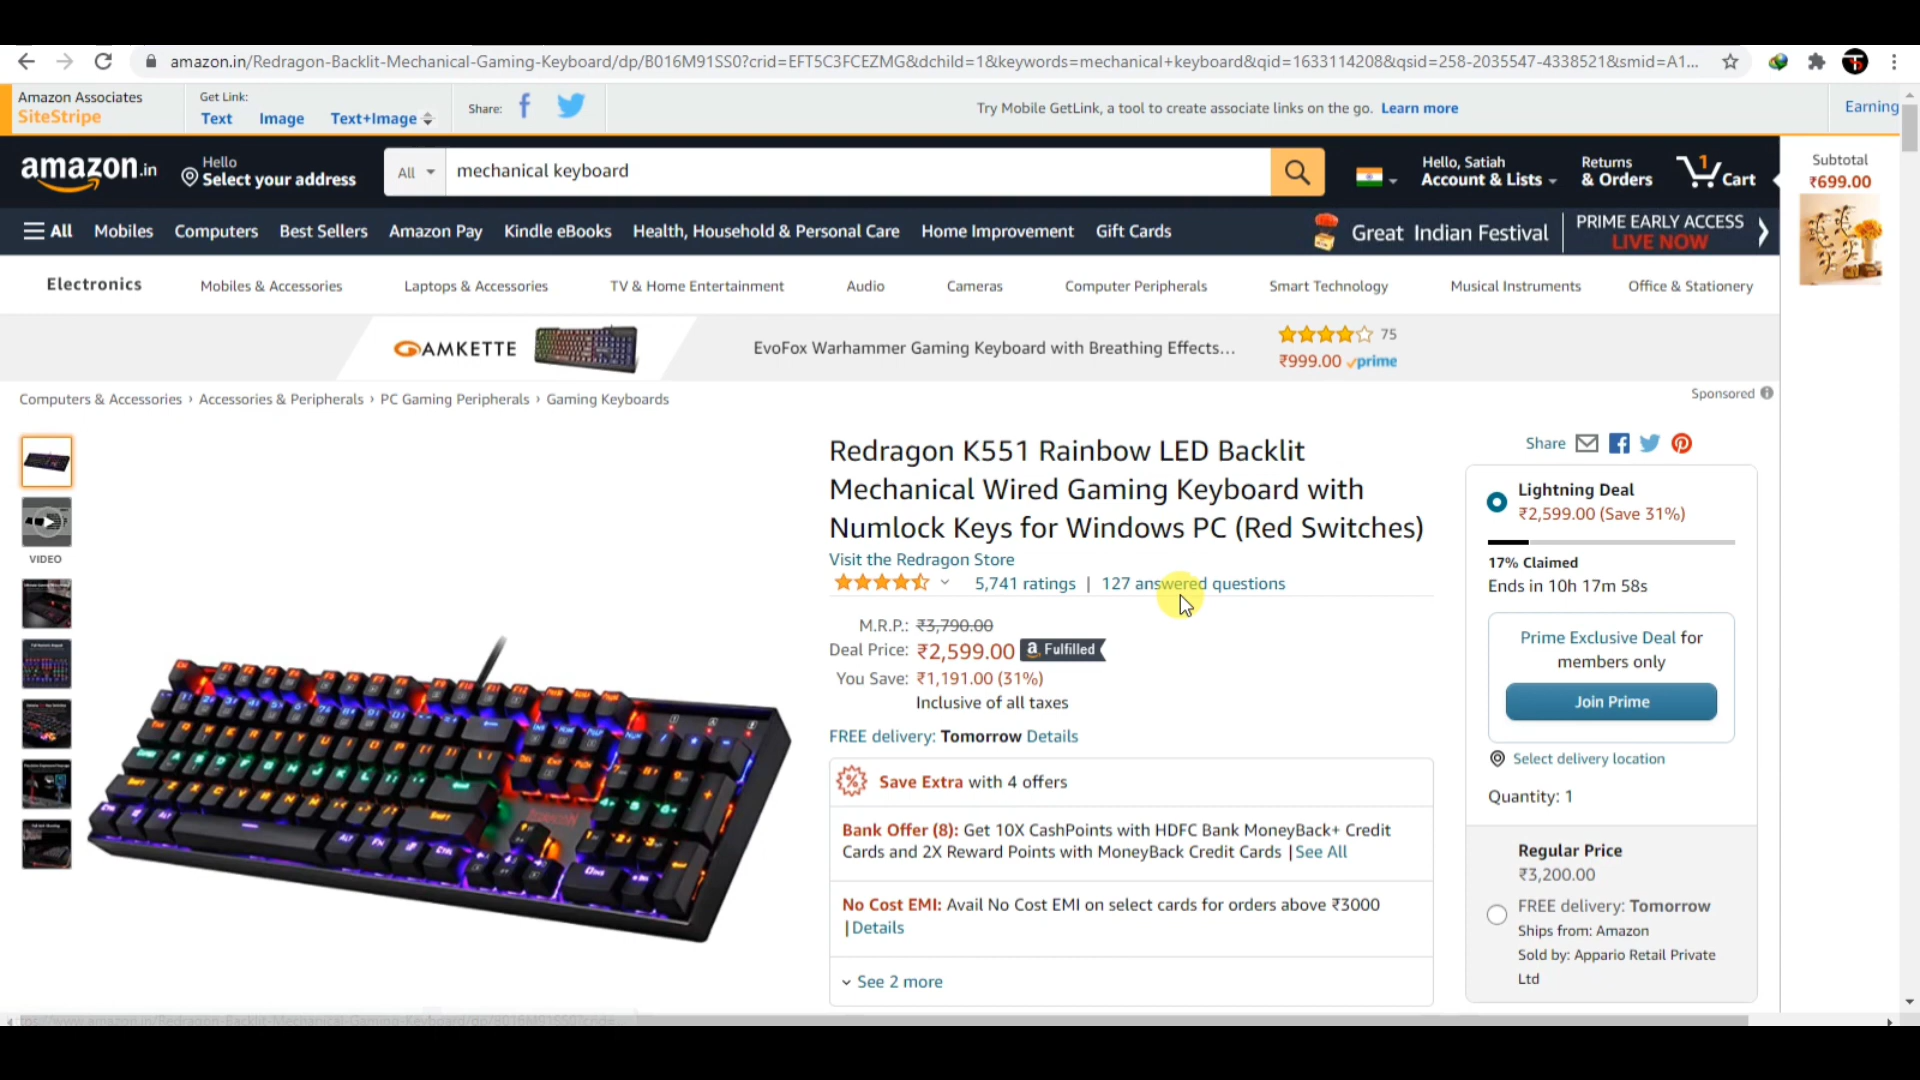 amazon.in/Redragon-Backlit-Mechanical-Gaming-Keyboard/dp/B016M91SS0?crid=EFT5C3FCEZMG&dchild=1&keywords=mechanical+keyboard&qid=1633114208&qsid=258-2035547-4338521&smid=A1...
Amazon Associates
SiteStripe
Get Link:
Text Image Text+Image
Share:
Try Mobile GetLink, a tool to create associate links on the go. Learn more
Earning
amazon.in
Hello
Select your address
All
mechanical keyboard
Hello, Satiah
Account & Lists
Returns
& Orders
1
Cart
Subtotal
₹699.00
All Mobiles Computers Best Sellers Amazon Pay Kindle eBooks Health, Household & Personal Care Home Improvement Gift Cards
Great Indian Festival
PRIME EARLY ACCESS
LIVE NOW
Electronics Mobiles & Accessories Laptops & Accessories TV & Home Entertainment Audio Cameras Computer Peripherals Smart Technology Musical Instruments Office & Stationery
AMKETTE
EvoFox Warhammer Gaming Keyboard with Breathing Effects...
75
₹999.00 prime
Sponsored
Computers & Accessories › Accessories & Peripherals › PC Gaming Peripherals › Gaming Keyboards
VIDEO
Redragon K551 Rainbow LED Backlit
Mechanical Wired Gaming Keyboard with
Numlock Keys for Windows PC (Red Switches)
Visit the Redragon Store
5,741 ratings | 127 answered questions
M.R.P.: ₹3,790.00
Deal Price: ₹2,599.00 a Fulfilled
You Save: ₹1,191.00 (31%)
Inclusive of all taxes
FREE delivery: Tomorrow Details
Save Extra with 4 offers
Bank Offer (8): Get 10X CashPoints with HDFC Bank MoneyBack+ Credit
Cards and 2X Reward Points with MoneyBack Credit Cards | See All
No Cost EMI: Avail No Cost EMI on select cards for orders above ₹3000
| Details
See 2 more
Share
Lightning Deal
₹2,599.00 (Save 31%)
17% Claimed
Ends in 10h 17m 58s
Prime Exclusive Deal for
members only
Join Prime
Select delivery location
Quantity: 1
Regular Price
₹3,200.00
FREE delivery: Tomorrow
Ships from: Amazon
Sold by: Appario Retail Private
Ltd